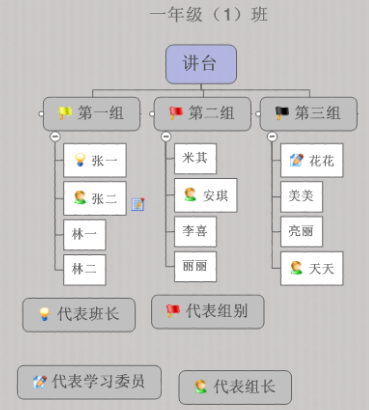 一年级（1）班
讲台
第一组 第二组 第三组
张一 米其 花花
张二 安琪 美美
林一 李喜 亮丽
林二 丽丽 天天
代表班长 代表组别
代表学习委员 代表组长